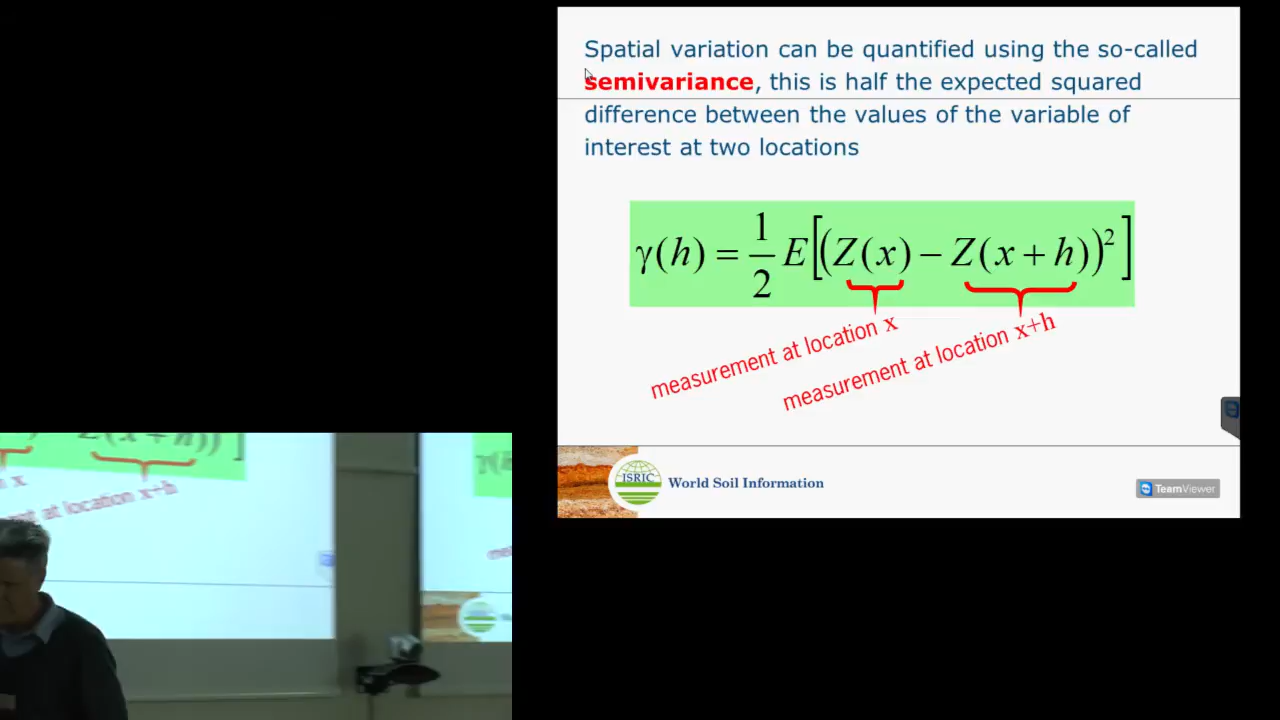 Spatial variation can be quantified using the so-called
semivariance, this is half the expected squared
difference between the values of the variable of
interest at two locations
γ(h) = 1/2 E[(Z(x) − Z(x + h))²]
measurement at location x
measurement at location x+h
ISRIC World Soil Information
TeamViewer
Z(x + h)) ]
x
at location x+h
γ(